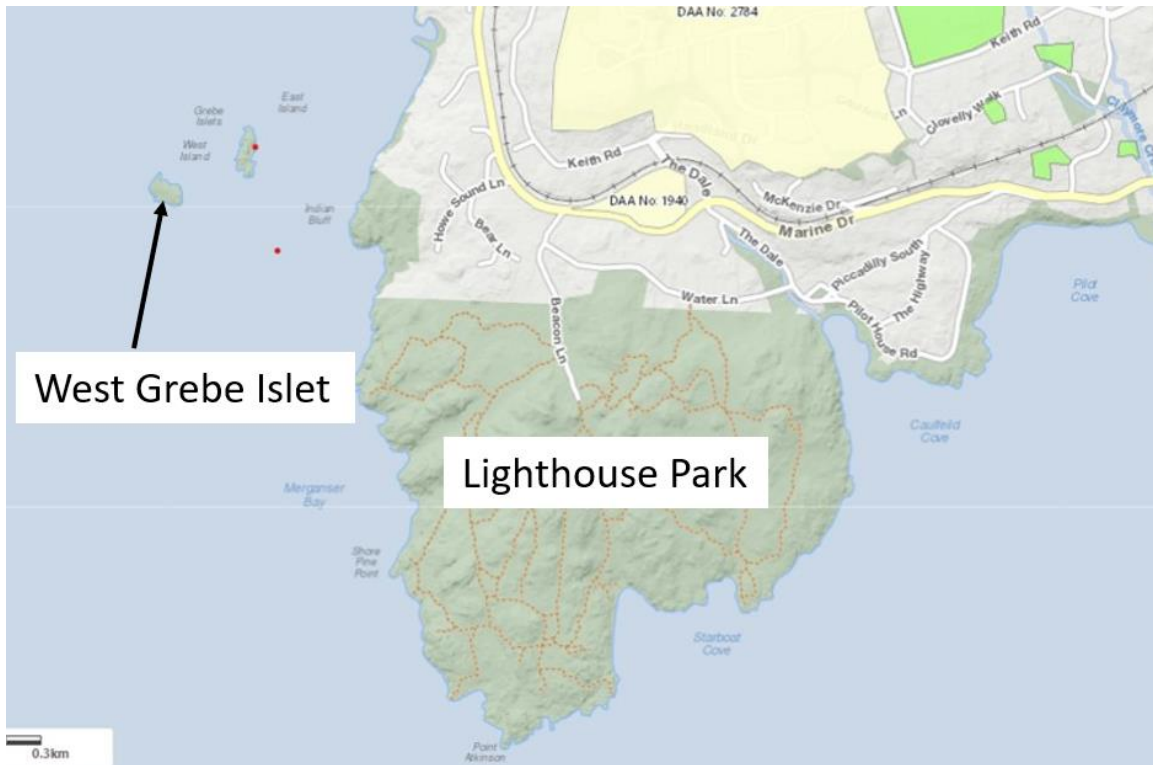 DAA No: 2784
Keith Rd
Clovelly Walk
Ln
East
Island
Grebe
Islets
West
Island
Keith Rd
The Dale
Howe Sound Ln
DAA No: 1940
McKenzie Dr
Marine Dr
Indian
Bluff
Bear Ln
The Dale
Piccadilly South
The Highway
Pilot
Cove
Water Ln
Beacon Ln
Pilot House Rd
West Grebe Islet
Caulfeild
Cove
Lighthouse Park
Merganser
Bay
Shore
Pine
Point
Starboat
Cove
Point
Atkinson
0.3km